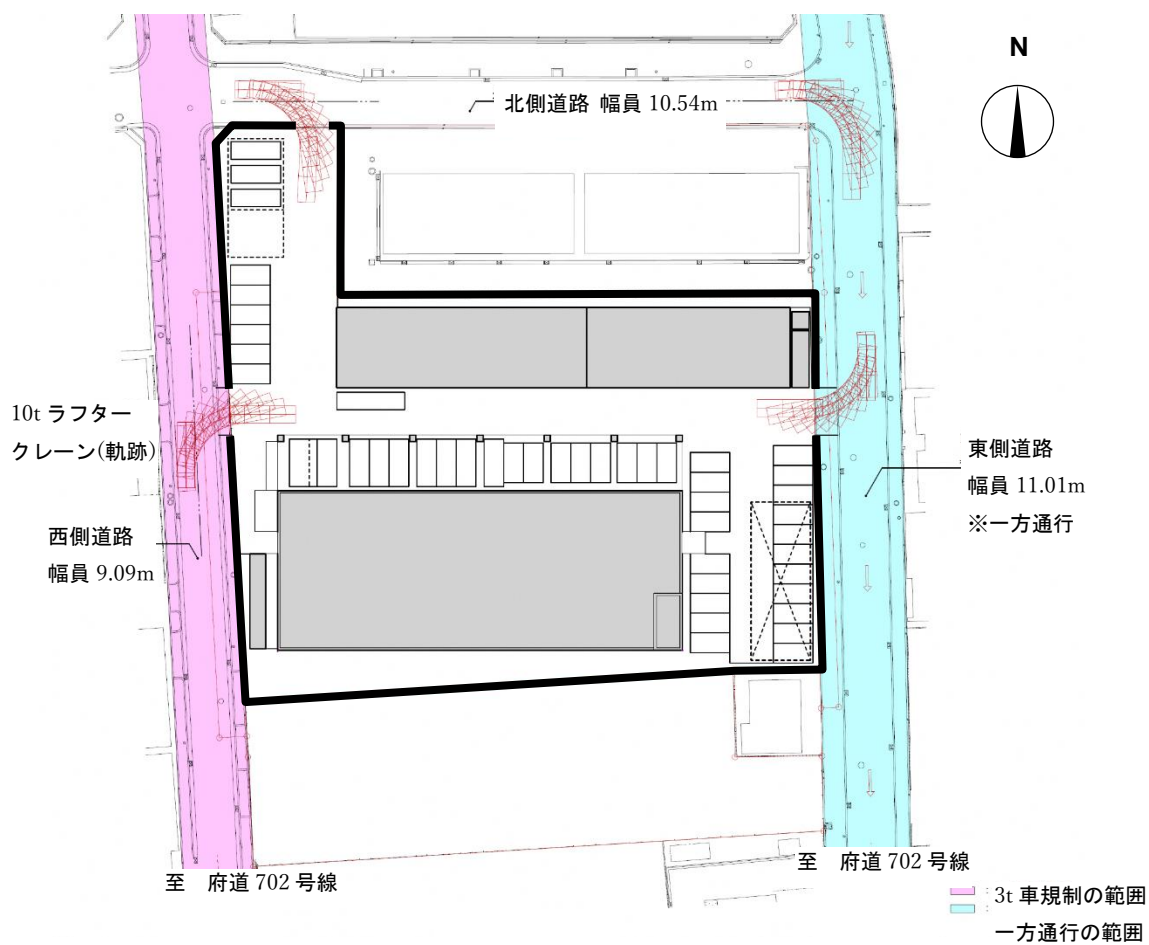 N
北側道路 幅員 10.54m
10t ラフター
クレーン(軌跡)
東側道路
幅員 11.01m
※一方通行
西側道路
幅員 9.09m
至 府道 702 号線
至 府道 702 号線
3t 車規制の範囲
一方通行の範囲